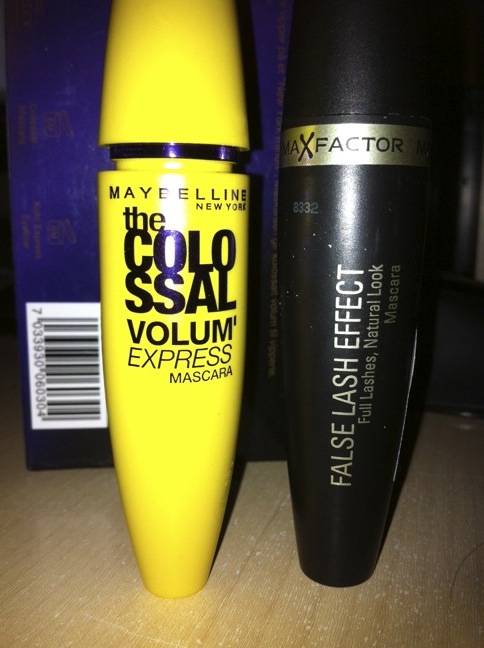 MAYBELLINE
NEW YORK
the
COLO
SSAL
VOLUM'
EXPRESS
MASCARA
7 033930 060304
MAXFACTOR
8332
FALSE LASH EFFECT
Full Lashes, Natural Look
Mascara